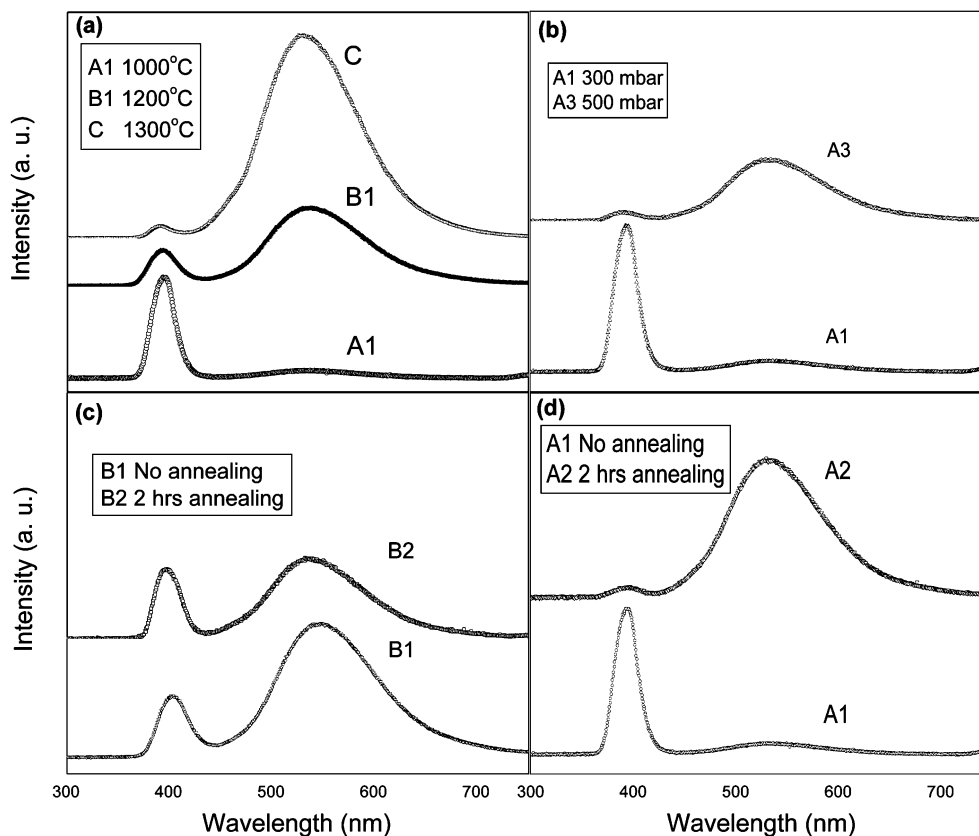 (a)
A1 1000°C
B1 1200°C
C 1300°C
C
B1
A1
Intensity (a. u.)
(b)
A1 300 mbar
A3 500 mbar
A3
A1
Intensity (a. u.)
(c)
B1 No annealing
B2 2 hrs annealing
B2
B1
300 400 500 600
Wavelength (nm)
(d)
A1 No annealing
A2 2 hrs annealing
A2
A1
300 400 500 600 700
Wavelength (nm)